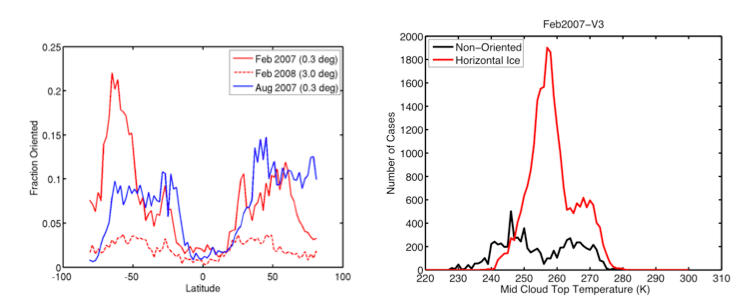 0.25
0.2
0.15
0.1
0.05
0
-100
-50
0
50
100
Fraction Oriented
Latitude
Feb 2007 (0.3 deg)
Feb 2008 (3.0 deg)
Aug 2007 (0.3 deg)
Feb2007-V3
2000
1800
1600
1400
1200
1000
800
600
400
200
0
220 230 240 250 260 270 280 290 300 310
Number of Cases
Mid Cloud Top Temperature (K)
Non-Oriented
Horizontal Ice